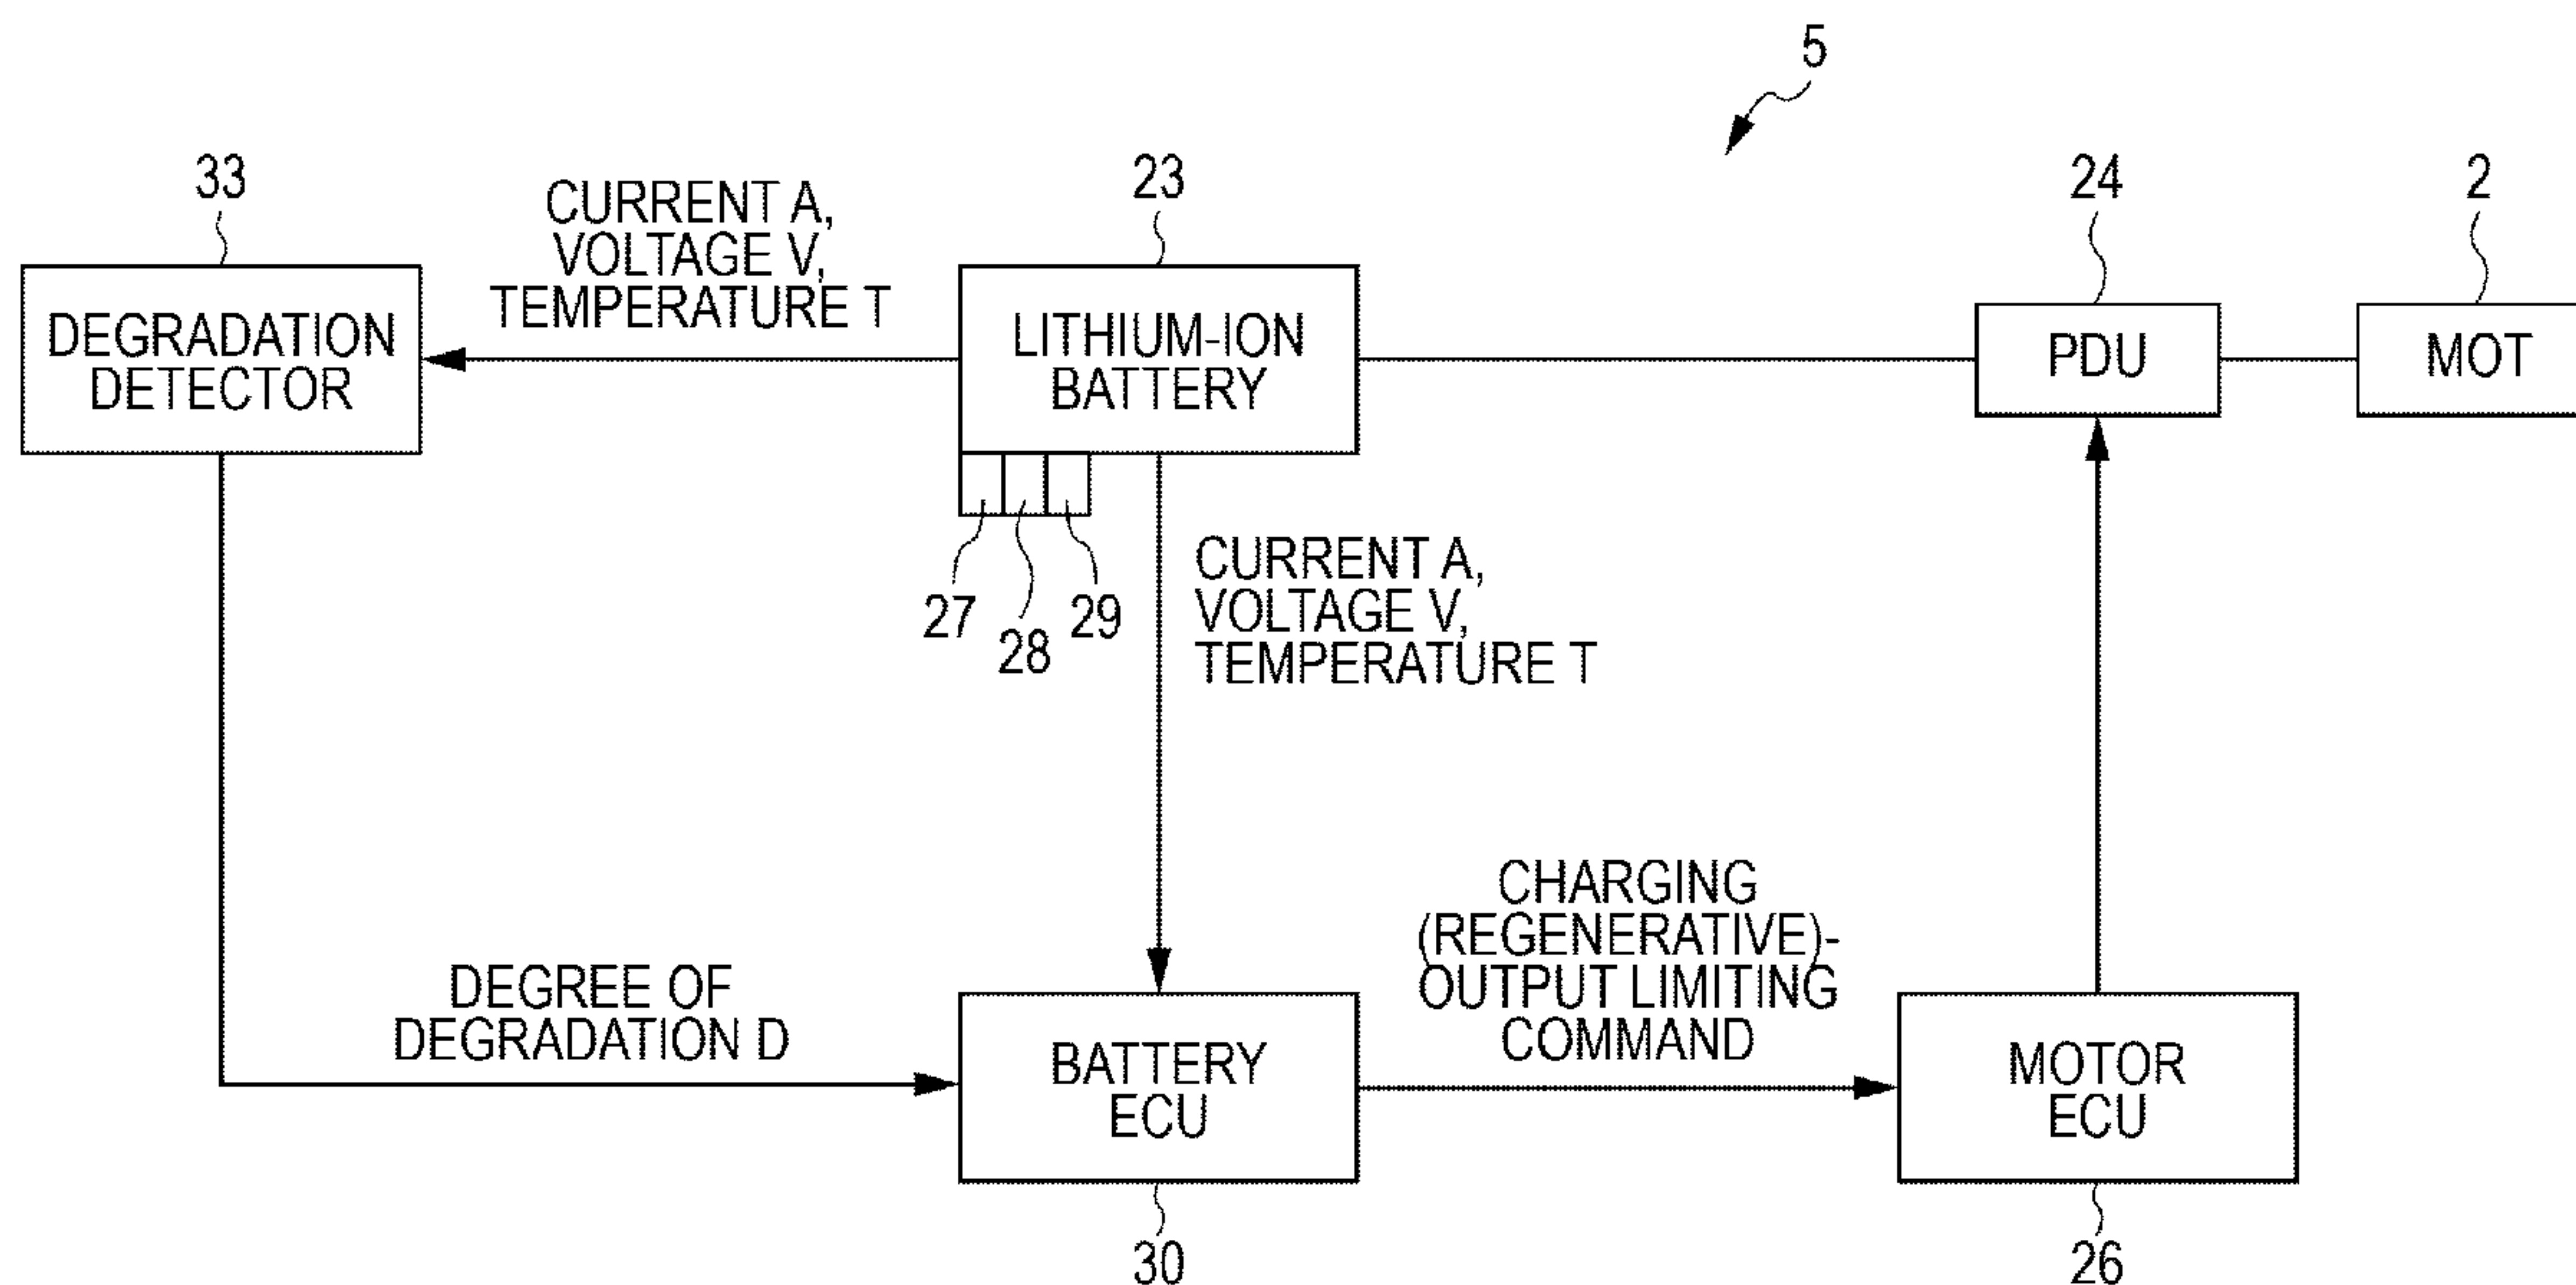 5
33
CURRENT A,
VOLTAGE V,
TEMPERATURE T
23
24
2
DEGRADATION
DETECTOR
LITHIUM-ION
BATTERY
PDU
MOT
27
28
29
CURRENT A,
VOLTAGE V,
TEMPERATURE T
DEGREE OF
DEGRADATION D
CHARGING
(REGENERATIVE)-
OUTPUT LIMITING
COMMAND
BATTERY
ECU
MOTOR
ECU
30
26